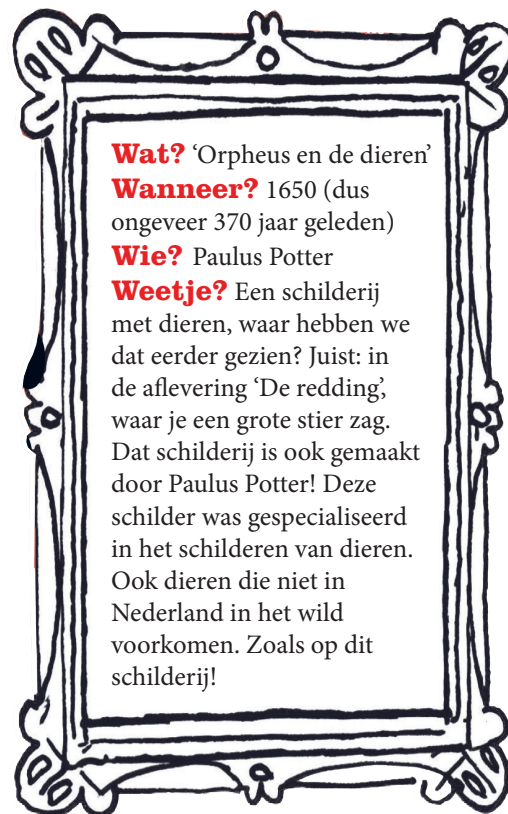 Wat? ‘Orpheus en de dieren’
Wanneer? 1650 (dus
ongeveer 370 jaar geleden)
Wie? Paulus Potter
Weetje? Een schilderij
met dieren, waar hebben we
dat eerder gezien? Juist: in
de aflevering ‘De redding’,
waar je een grote stier zag.
Dat schilderij is ook gemaakt
door Paulus Potter! Deze
schilder was gespecialiseerd
in het schilderen van dieren.
Ook dieren die niet in
Nederland in het wild
voorkomen. Zoals op dit
schilderij!